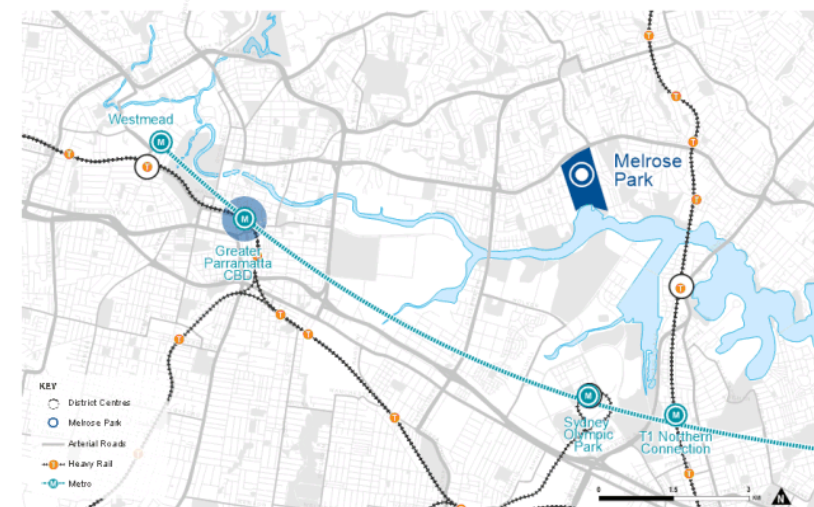 Westmead
M
T
Melrose
Park
Greater
Parramatta
CBD
Sydney
Olympic
Park
T1 Northern
Connection
KEY
District Centres
Melrose Park
Arterial Roads
T Heavy Rail
M Metro
0 1.5 3
KM
N